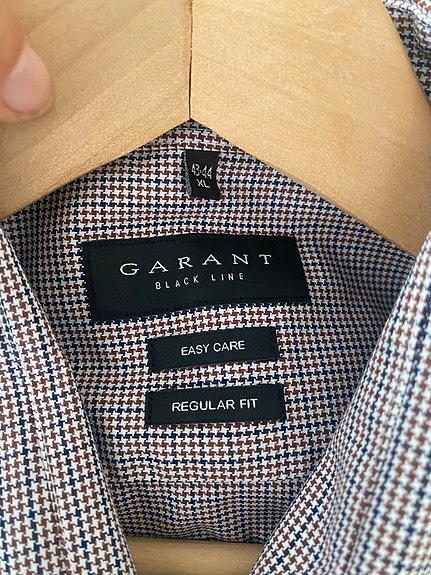 43-44
XL
GARANT
BLACK LINE
EASY CARE
REGULAR FIT